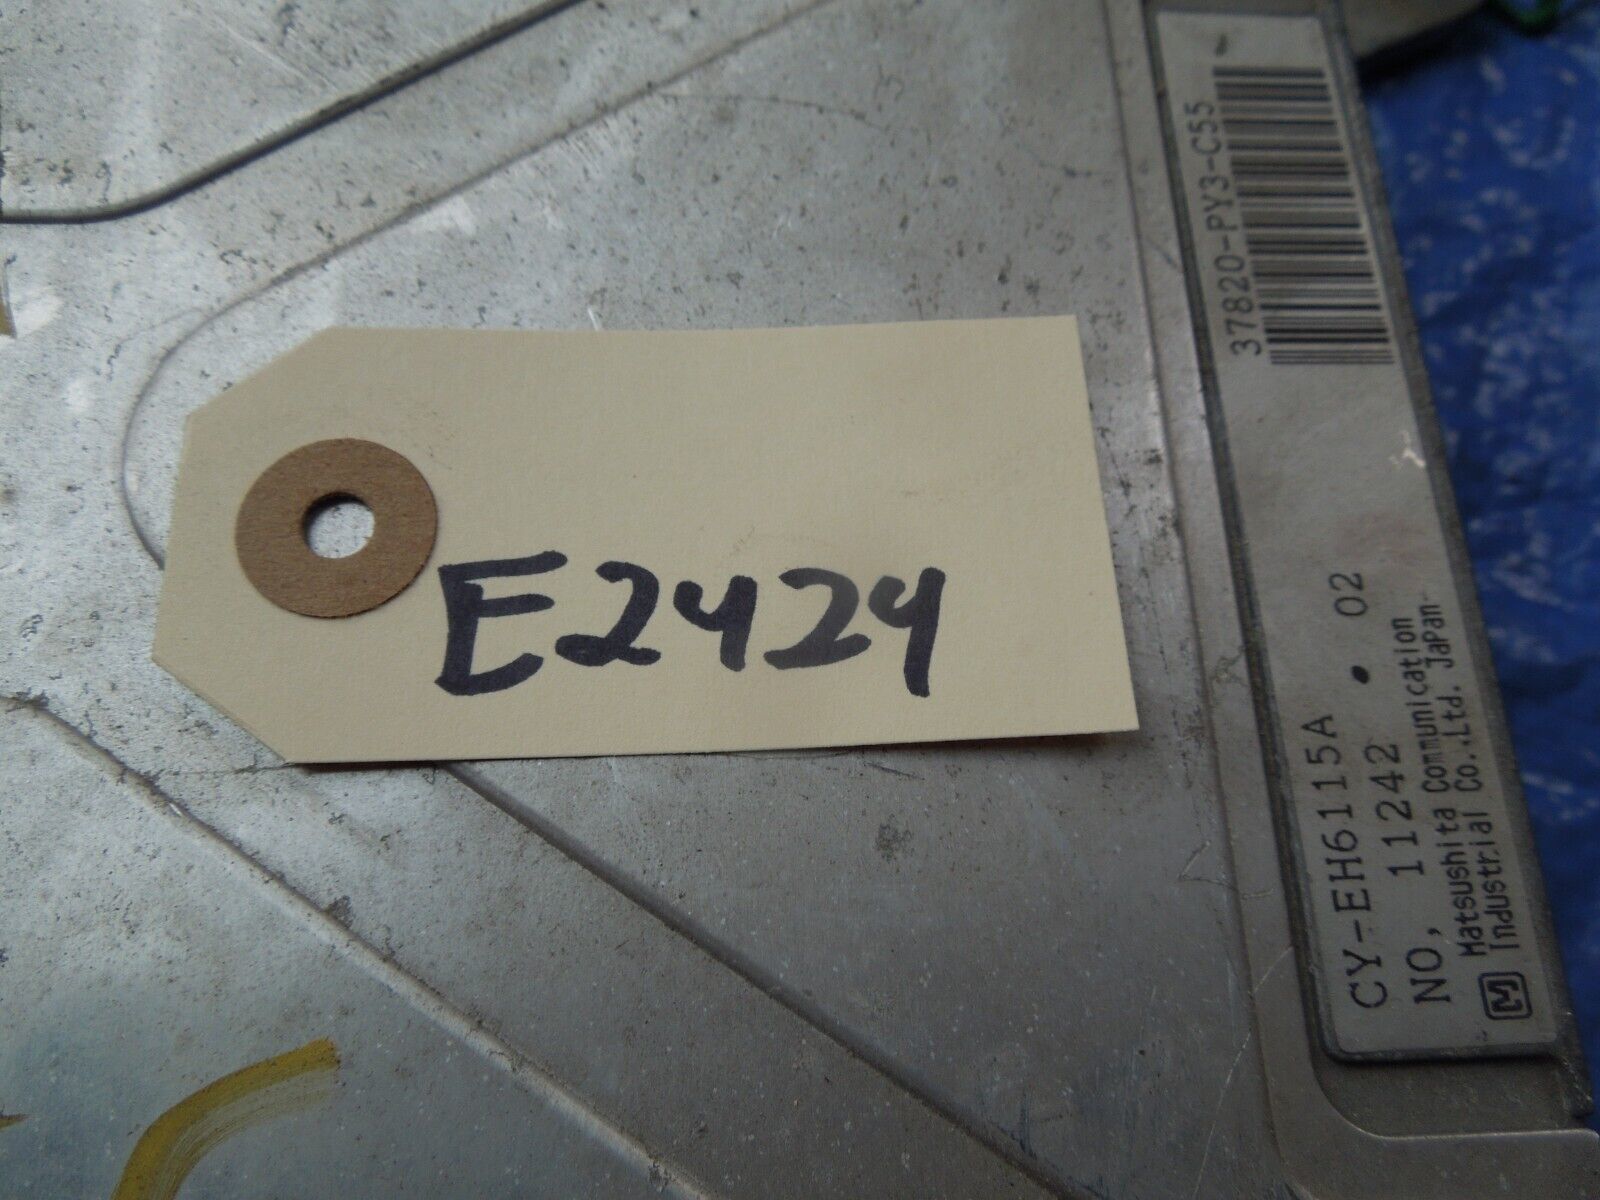 E2424
37820-PY3-C55
CY-EH6115A
NO, 11242 • 02
Matsushita Communication
Industrial Co.,Ltd. JaPan
M